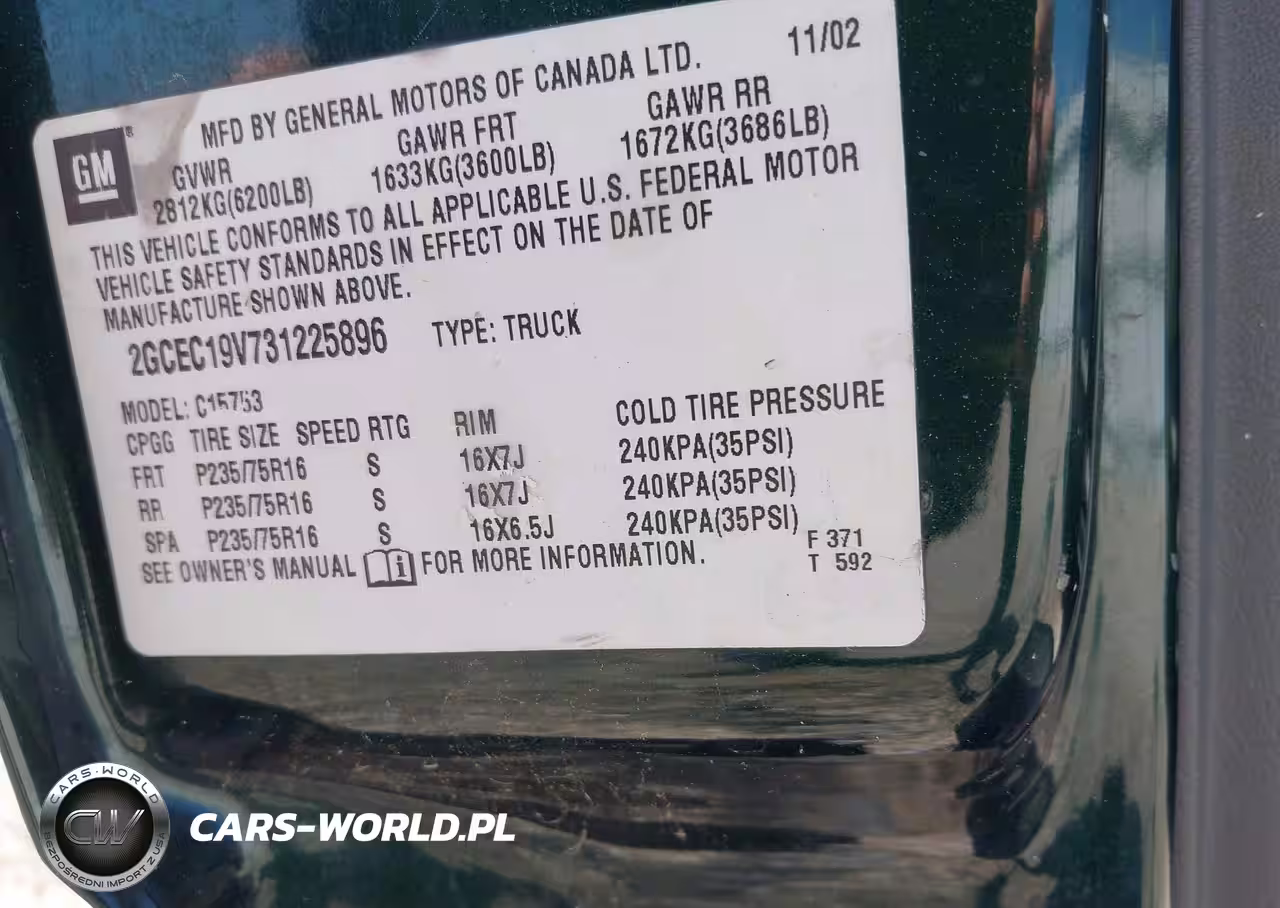 MFD BY GENERAL MOTORS OF CANADA LTD. 11/02
GM®
GVWR GAWR FRT GAWR RR
2812KG(6200LB) 1633KG(3600LB) 1672KG(3686LB)
THIS VEHICLE CONFORMS TO ALL APPLICABLE U.S. FEDERAL MOTOR
VEHICLE SAFETY STANDARDS IN EFFECT ON THE DATE OF
MANUFACTURE SHOWN ABOVE.
2GCEC19V731225896 TYPE: TRUCK
MODEL: C15753
CPGG TIRE SIZE SPEED RTG RIM COLD TIRE PRESSURE
FRT P235/75R16 S 16X7J 240KPA(35PSI)
RR P235/75R16 S 16X7J 240KPA(35PSI)
SPA P235/75R16 S 16X6.5J 240KPA(35PSI)
SEE OWNER'S MANUAL FOR MORE INFORMATION.
F 371
T 592
CARS-WORLD
CW
BEZPOŚREDNI IMPORT Z USA
CARS-WORLD.PL